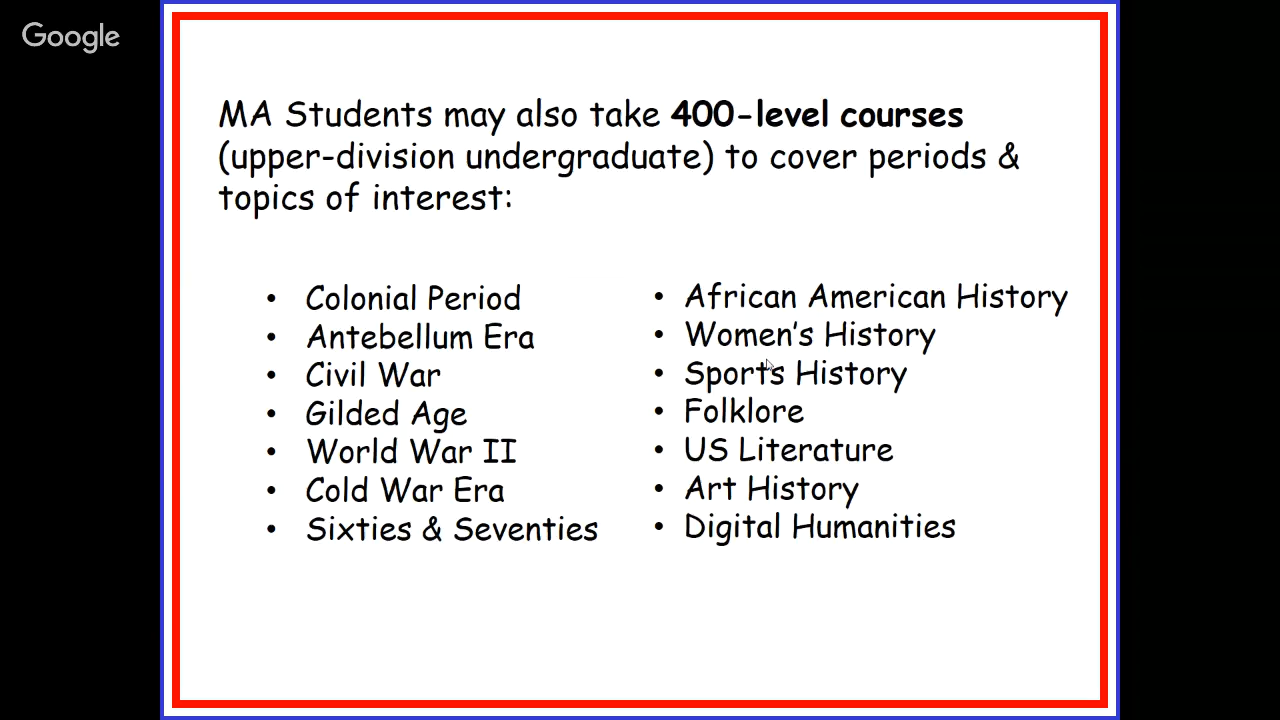 Google
MA Students may also take 400-level courses
(upper-division undergraduate) to cover periods &
topics of interest:
• Colonial Period
• Antebellum Era
• Civil War
• Gilded Age
• World War II
• Cold War Era
• Sixties & Seventies
• African American History
• Women's History
• Sports History
• Folklore
• US Literature
• Art History
• Digital Humanities